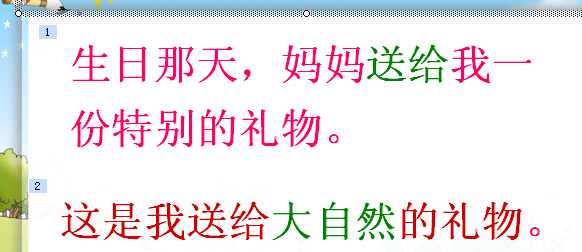 1
生日那天，妈妈送给我一
份特别的礼物。
2
这是我送给大自然的礼物。